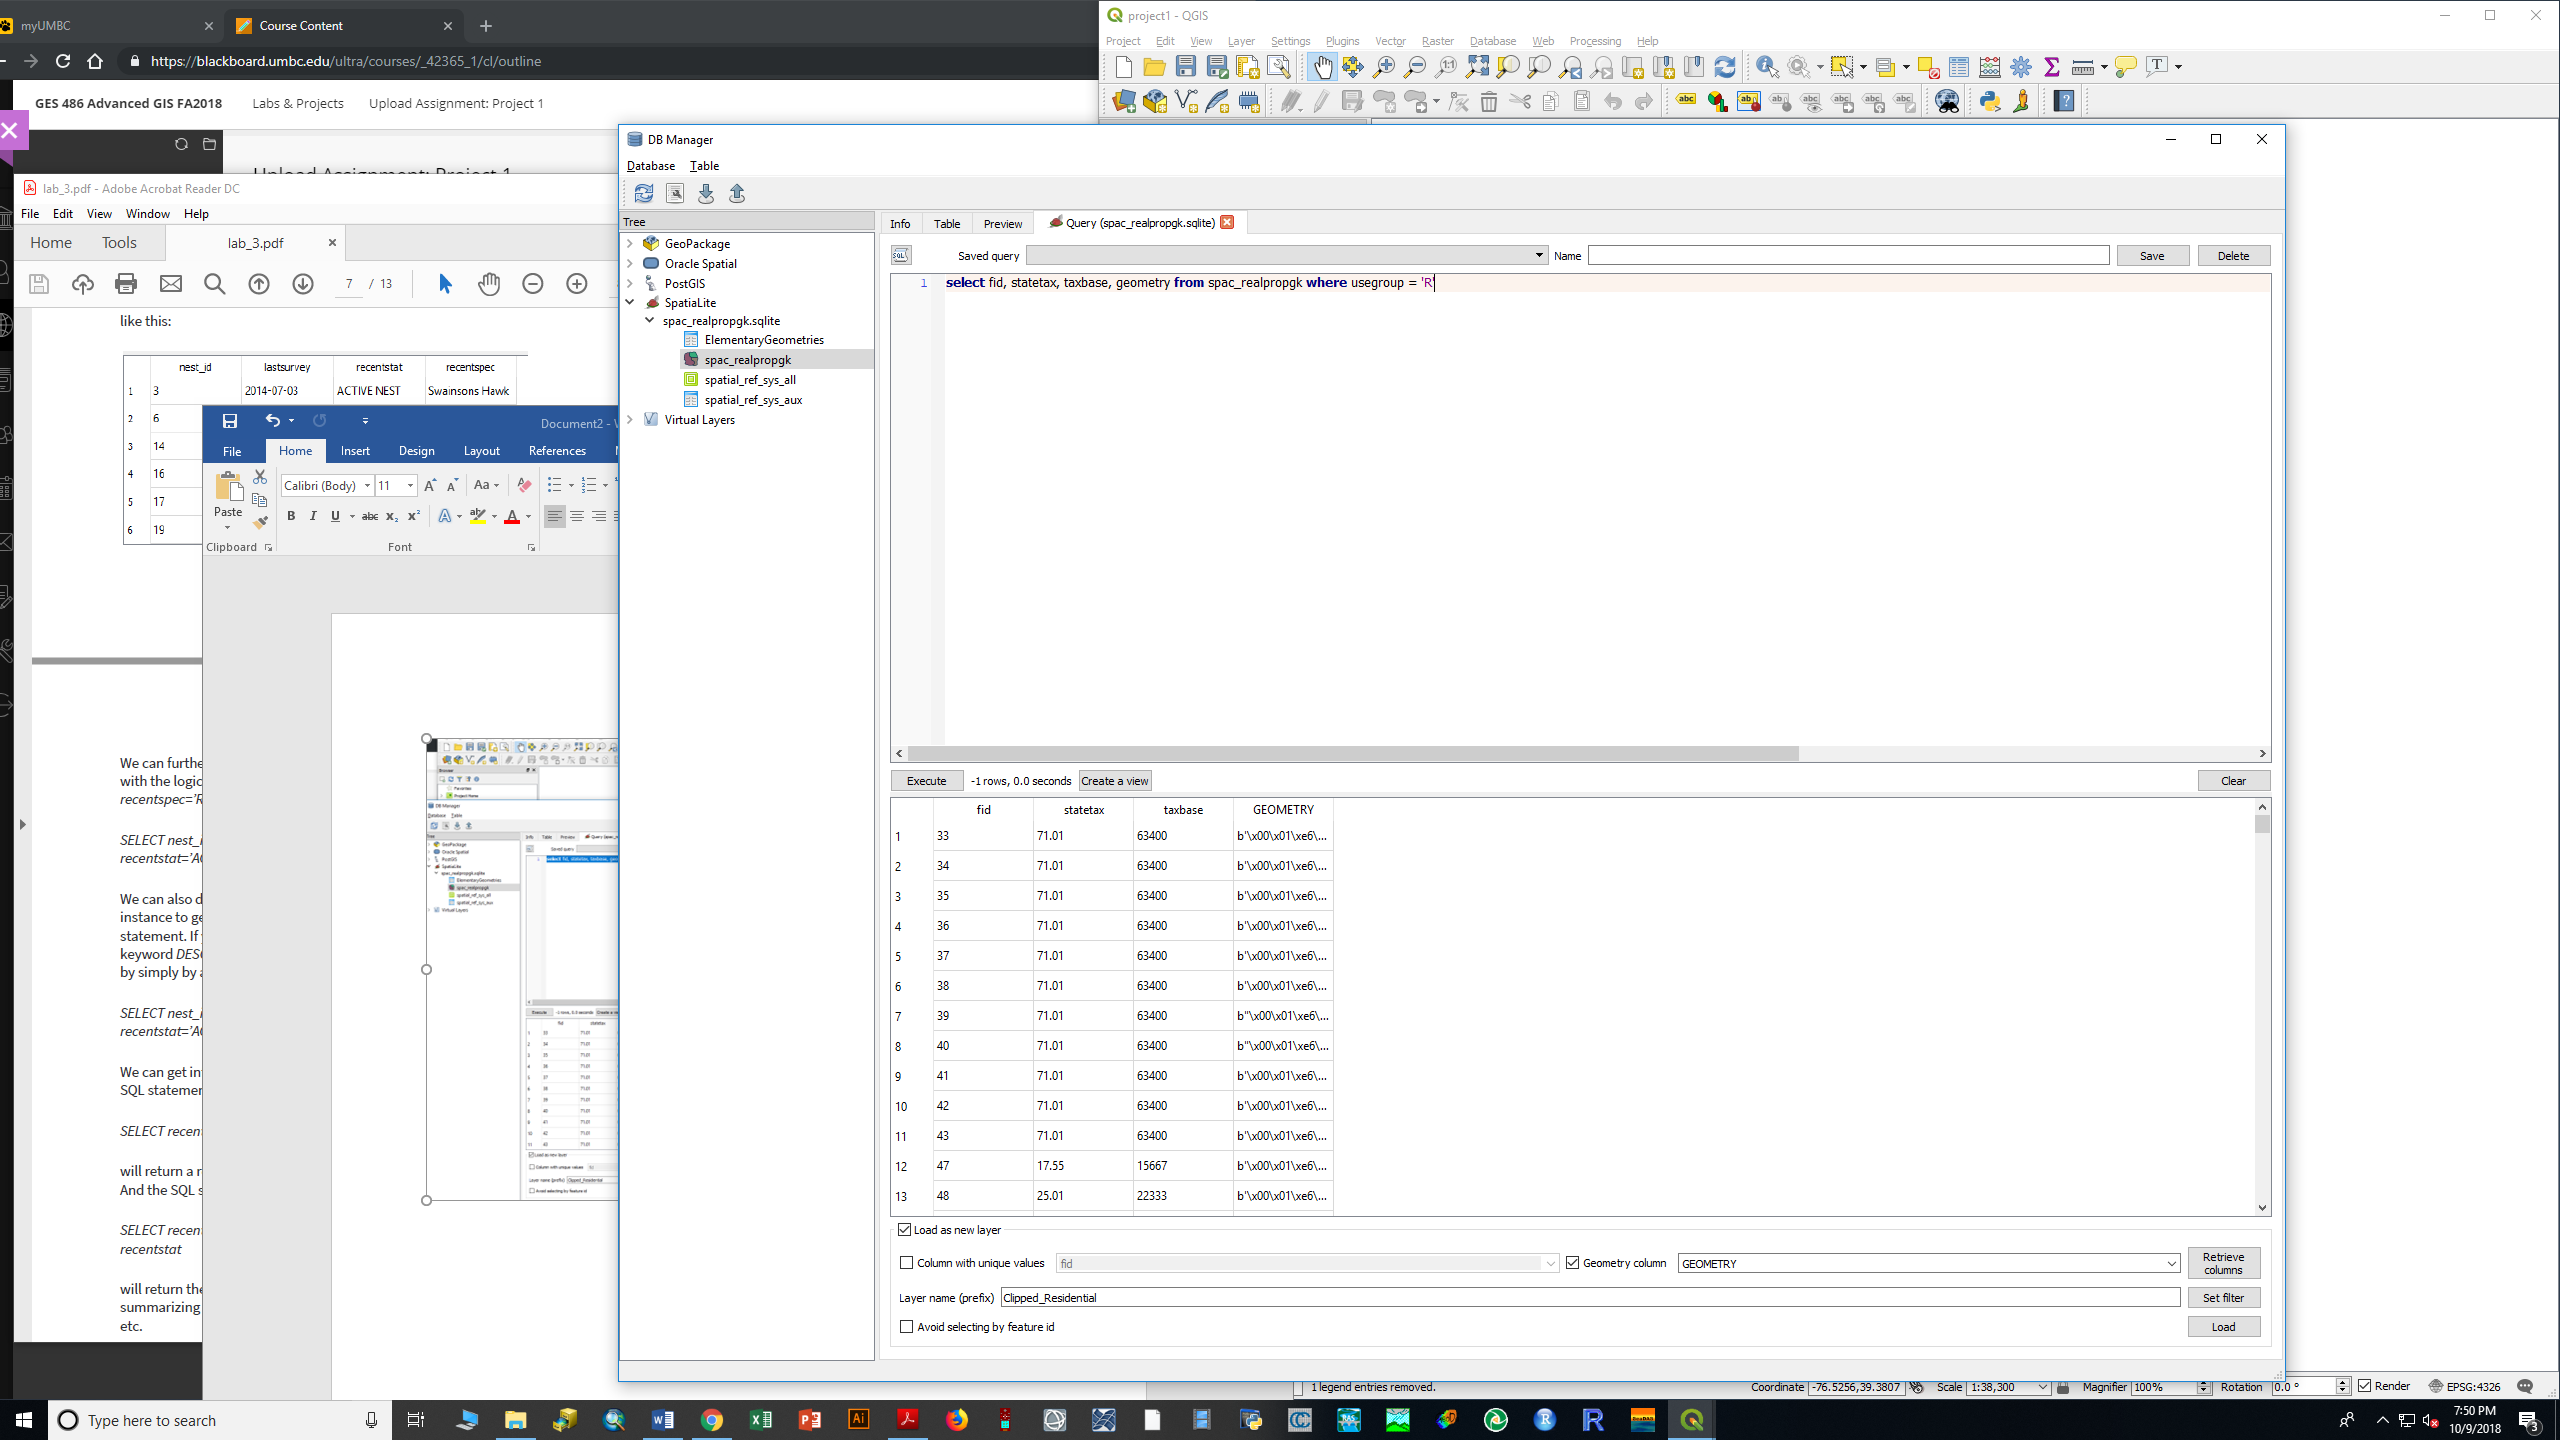 myUMBC
Course Content
https://blackboard.umbc.edu/ultra/courses/_42365_1/cl/outline
GES 486 Advanced GIS FA2018 Labs & Projects Upload Assignment: Project 1
Upload Assignment: Project 1
lab_3.pdf - Adobe Acrobat Reader DC
File Edit View Window Help
Home Tools lab_3.pdf
7 / 13
like this:
nest_id lastsurvey recentstat recentspec
1 3 2014-07-03 ACTIVE NEST Swainsons Hawk
2 6
3 14
4 16
5 17
6 19
We can furthe
with the logic
recentspec='R
SELECT nest_i
recentstat='AC
We can also d
instance to ge
statement. If
keyword DESC
by simply by a
SELECT nest_i
recentstat='AC
We can get in
SQL statemen
SELECT recen
will return a r
And the SQL s
SELECT recen
recentstat
will return the
summarizing
etc.
Document2 -
File Home Insert Design Layout References
Paste
Calibri (Body) 11
Clipboard Font
project1 - QGIS
Project Edit View Layer Settings Plugins Vector Raster Database Web Processing Help
DB Manager
Database Table
Tree
GeoPackage
Oracle Spatial
PostGIS
SpatiaLite
spac_realpropgk.sqlite
ElementaryGeometries
spac_realpropgk
spatial_ref_sys_all
spatial_ref_sys_aux
Virtual Layers
Info Table Preview Query (spac_realpropgk.sqlite)
Saved query Name Save Delete
1 select fid, statetax, taxbase, geometry from spac_realpropgk where usegroup = 'R'
Execute -1 rows, 0.0 seconds Create a view Clear
fid statetax taxbase GEOMETRY
1 33 71.01 63400 b'\x00\x01\xe6\...
2 34 71.01 63400 b'\x00\x01\xe6\...
3 35 71.01 63400 b'\x00\x01\xe6\...
4 36 71.01 63400 b'\x00\x01\xe6\...
5 37 71.01 63400 b'\x00\x01\xe6\...
6 38 71.01 63400 b'\x00\x01\xe6\...
7 39 71.01 63400 b"\x00\x01\xe6\...
8 40 71.01 63400 b"\x00\x01\xe6\...
9 41 71.01 63400 b'\x00\x01\xe6\...
10 42 71.01 63400 b'\x00\x01\xe6\...
11 43 71.01 63400 b'\x00\x01\xe6\...
12 47 17.55 15667 b'\x00\x01\xe6\...
13 48 25.01 22333 b'\x00\x01\xe6\...
Load as new layer
Column with unique values fid Geometry column GEOMETRY Retrieve columns
Layer name (prefix) Clipped_Residential Set filter
Avoid selecting by feature id Load
1 legend entries removed. Coordinate -76.5256,39.3807 Scale 1:38,300 Magnifier 100% Rotation 0.0 ° Render EPSG:4326
Type here to search
7:50 PM
10/9/2018
3